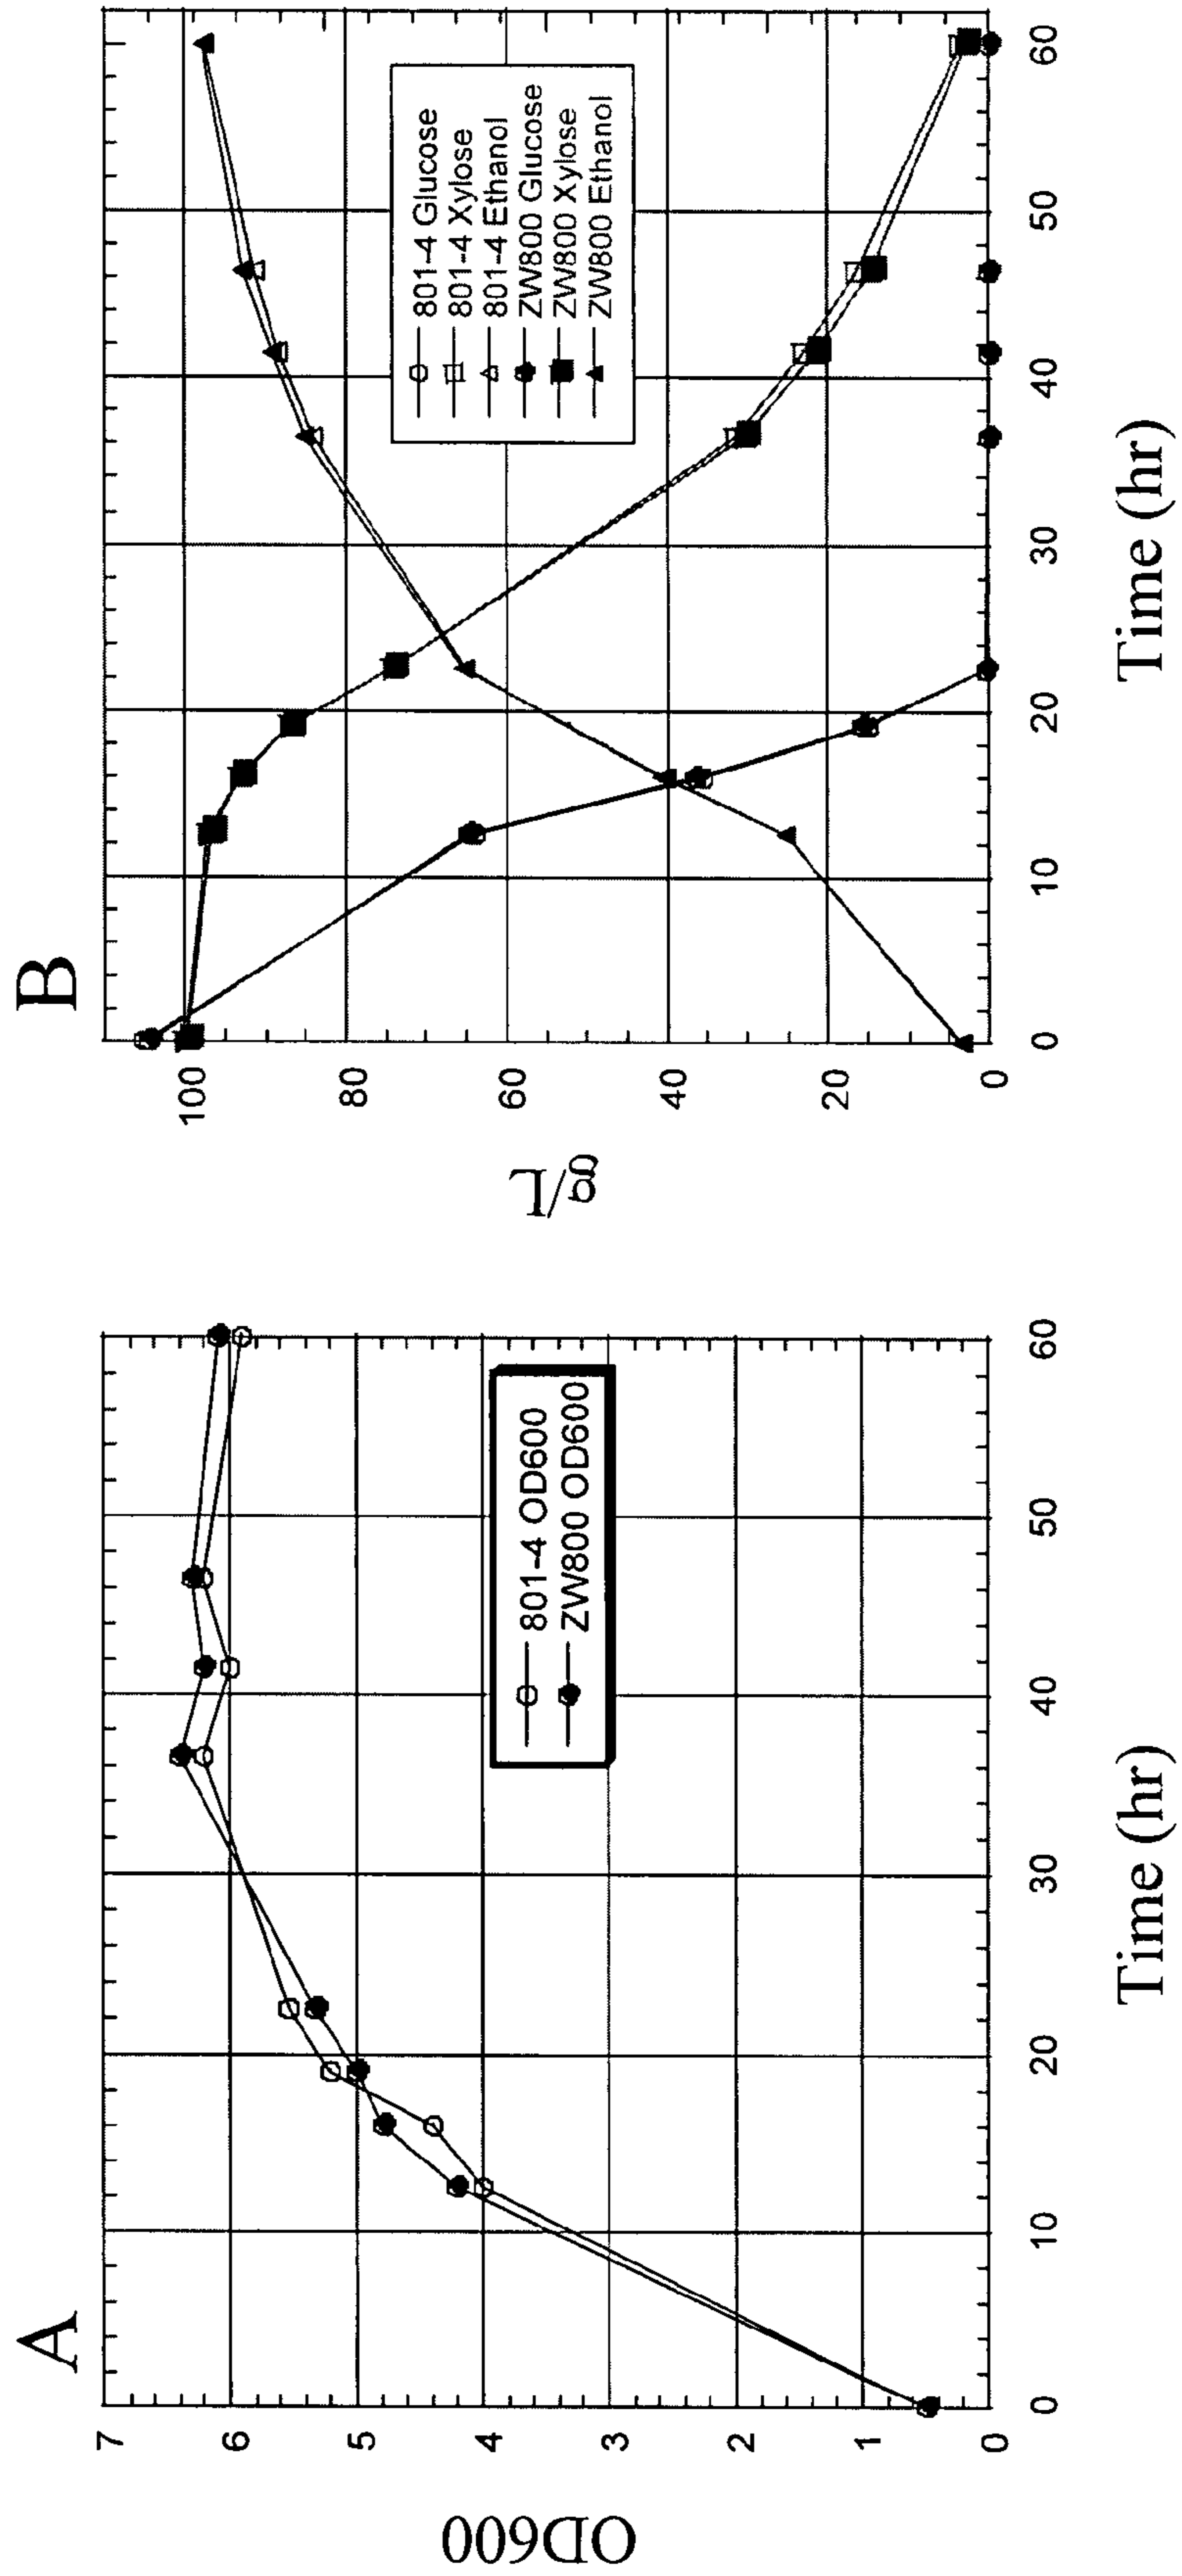 A
7
6
5
4
3
2
1
0
OD600
801-4 OD600
ZW800 OD600
0
10
20
30
40
50
60
Time (hr)
B
100
80
60
40
20
0
g/L
801-4 Glucose
801-4 Xylose
801-4 Ethanol
ZW800 Glucose
ZW800 Xylose
ZW800 Ethanol
0
10
20
30
40
50
60
Time (hr)